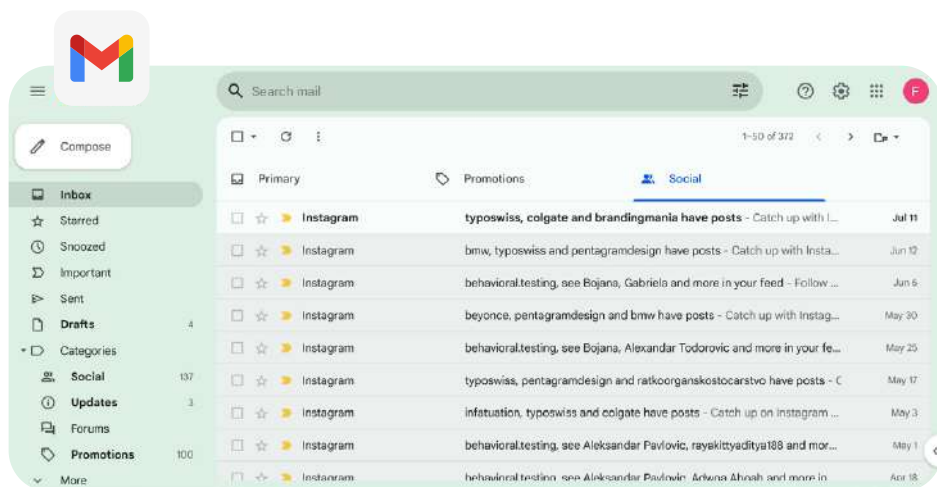 Search mail
F
Compose
1-50 of 372
Primary
Promotions
Social
Inbox
Starred
Snoozed
Important
Sent
Drafts 4
Categories
Social 137
Updates 3
Forums
Promotions 100
More
Instagram typoswiss, colgate and brandingmania have posts - Catch up with I... Jul 11
Instagram bmw, typoswiss and pentagramdesign have posts - Catch up with Insta... Jun 12
Instagram behavioral.testing, see Bojana, Gabriela and more in your feed - Follow ... Jun 6
Instagram beyonce, pentagramdesign and bmw have posts - Catch up with Instag... May 30
Instagram behavioral.testing, see Bojana, Alexandar Todorovic and more in your fe... May 25
Instagram typoswiss, pentagramdesign and ratkoorganskostocarstvo have posts - C May 17
Instagram infatuation, typoswiss and colgate have posts - Catch up on Instagram ... May 3
Instagram behavioral.testing, see Aleksandar Pavlovic, rayakittyaditya188 and mor... May 1
Instagram behavioral.testing, see Aleksandar Pavlovic, Adwoa Aboah and more in Apr 18